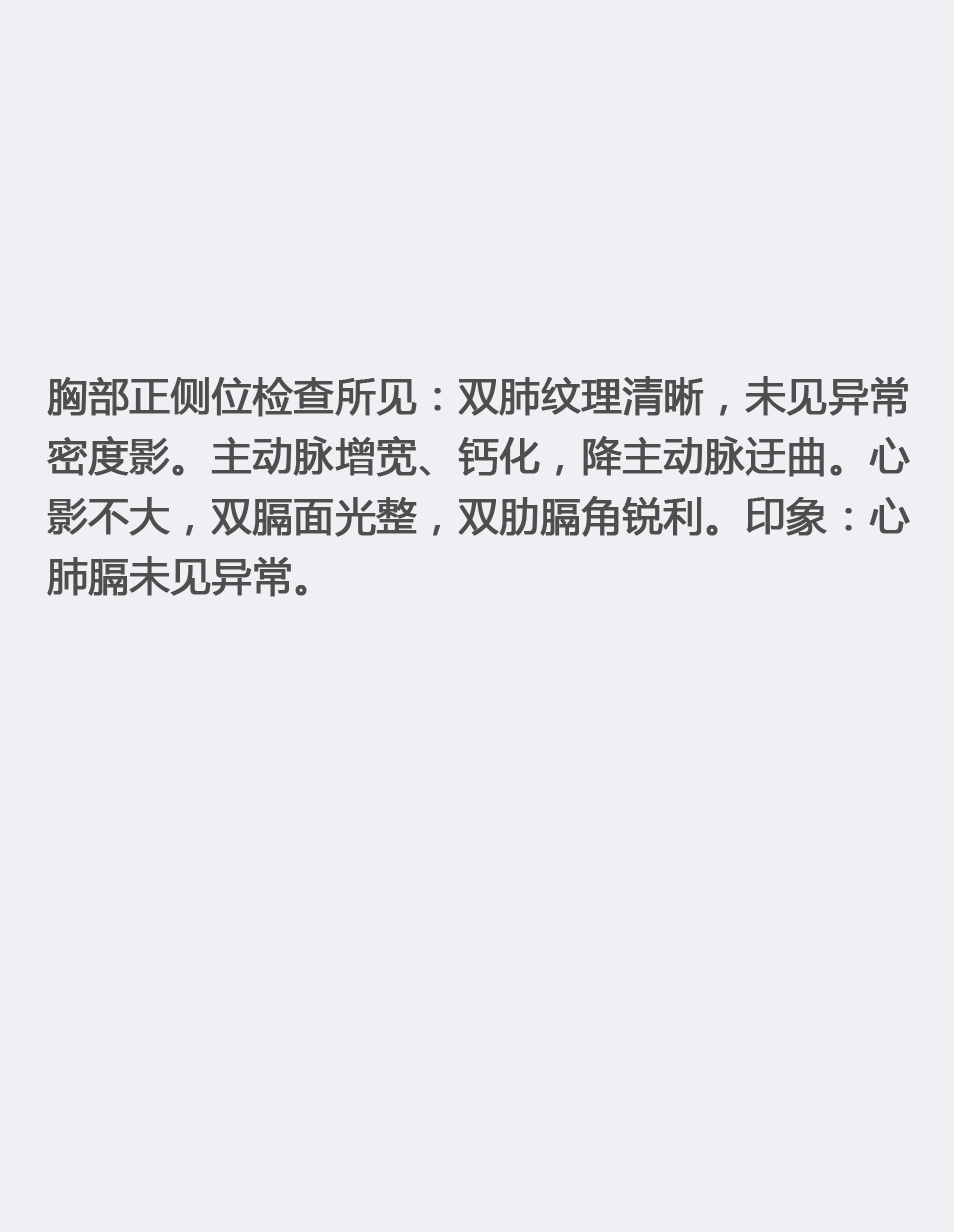 胸部正侧位检查所见：双肺纹理清晰，未见异常
密度影。主动脉增宽、钙化，降主动脉迂曲。心
影不大，双膈面光整，双肋膈角锐利。印象：心
肺膈未见异常。